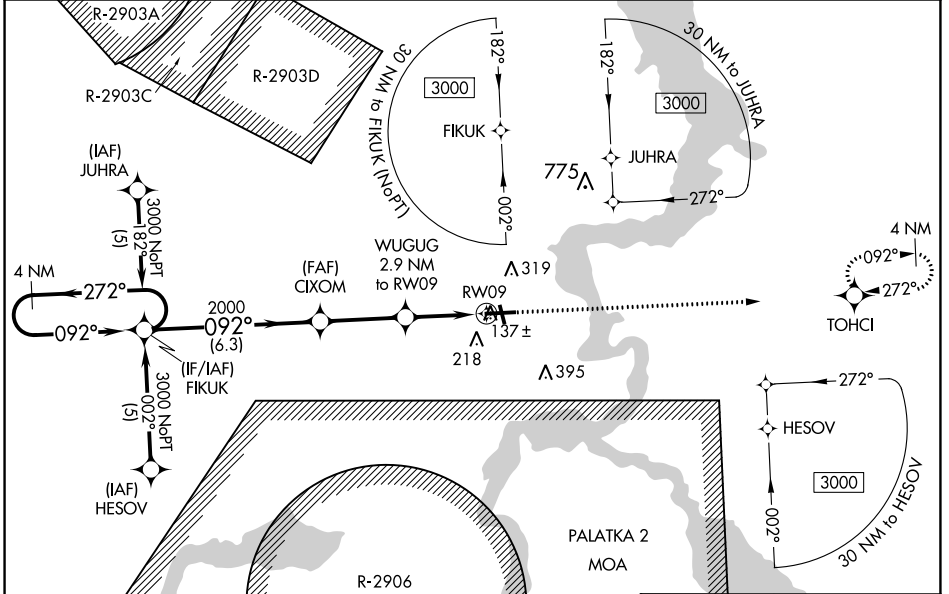 R-2903A
R-2903C
R-2903D
30 NM to FIKUK (NoPT)
182°
3000
FIKUK
002°
182°
30 NM to JUHRA
3000
JUHRA
775
272°
(IAF)
JUHRA
3000 NoPT
182°
(5)
4 NM
272°
092°
2000
092°
(6.3)
(IF/IAF)
FIKUK
3000 NoPT
002°
(5)
(IAF)
HESOV
(FAF)
CIXOM
WUGUG
2.9 NM
to RW09
319
RW09
137 ±
218
395
4 NM
092°
272°
TOHCI
272°
HESOV
3000
002°
30 NM to HESOV
PALATKA 2
MOA
R-2906